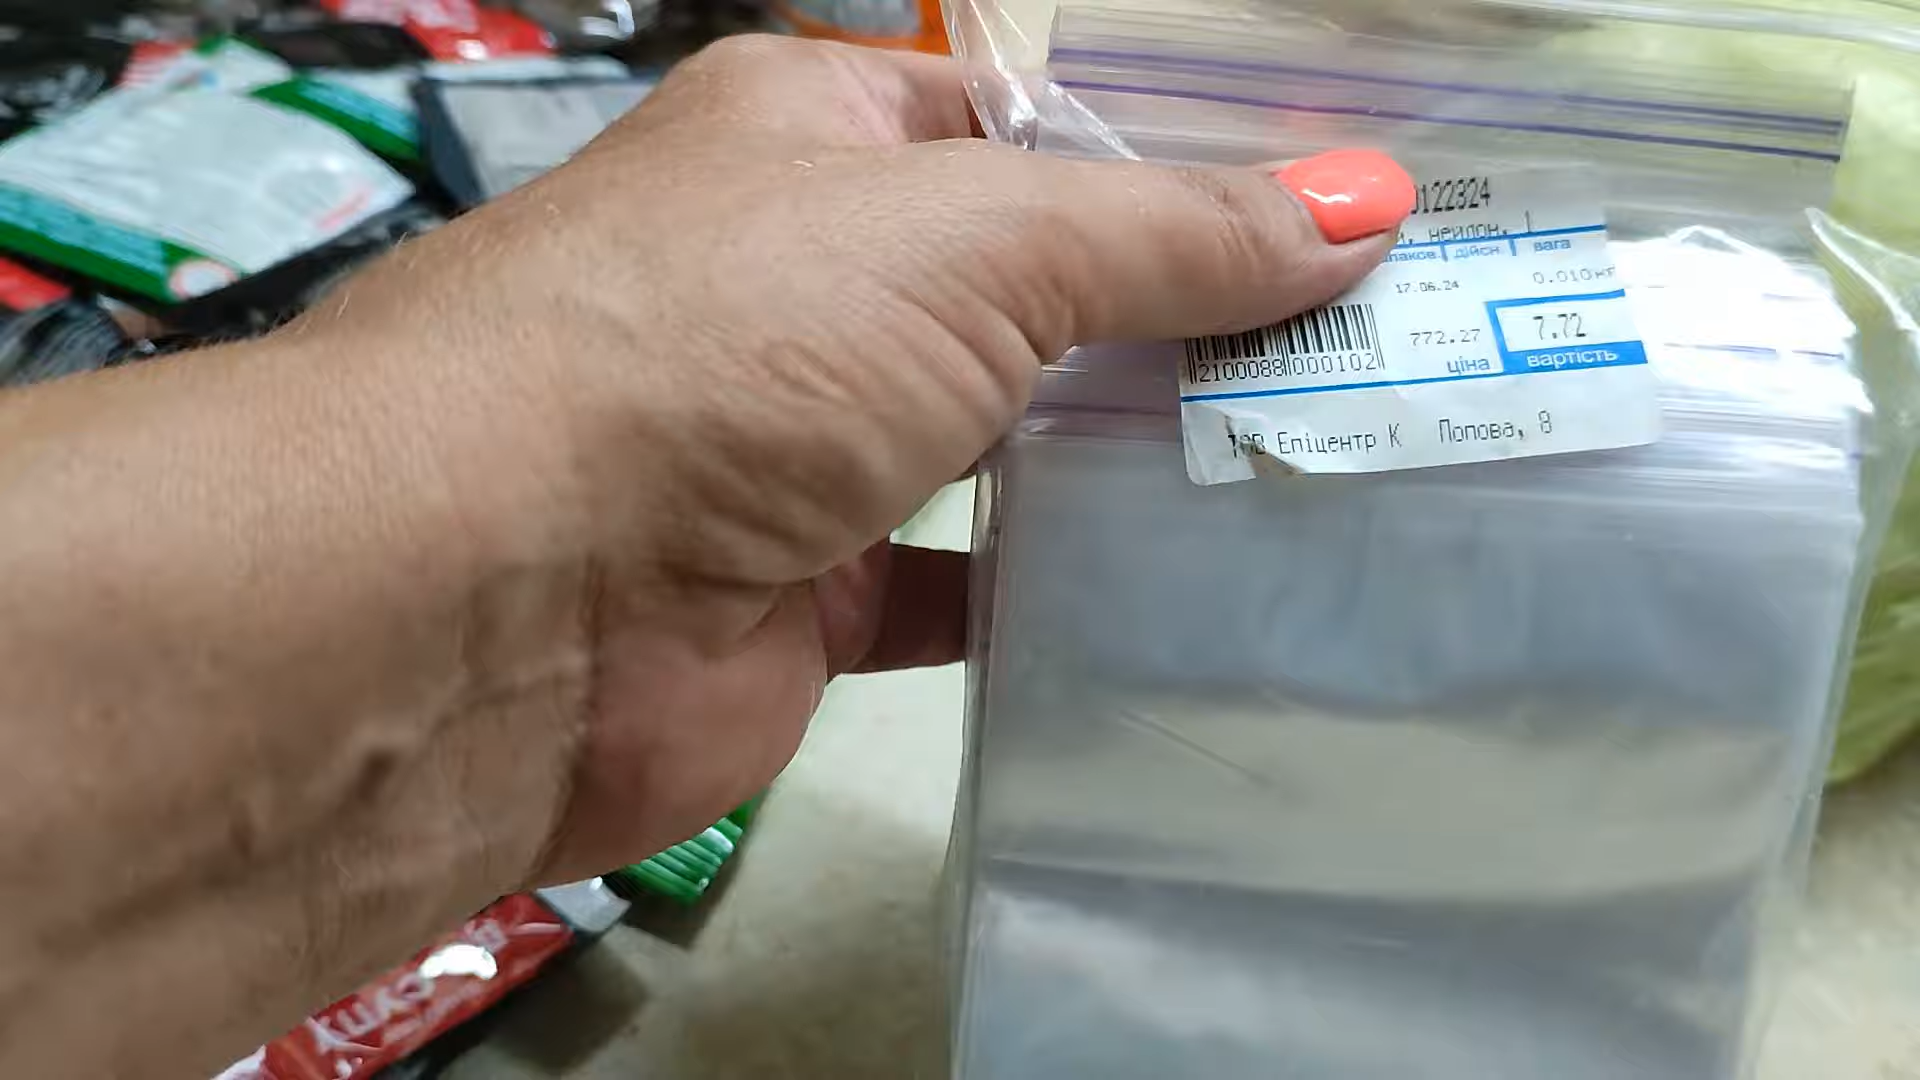 0122324
нейлон, 1
дійсн. вага
17.06.24 0.010кг
772.27 7.72
ціна вартість
2100088000102
ТОВ Епіцентр К Попова, 8